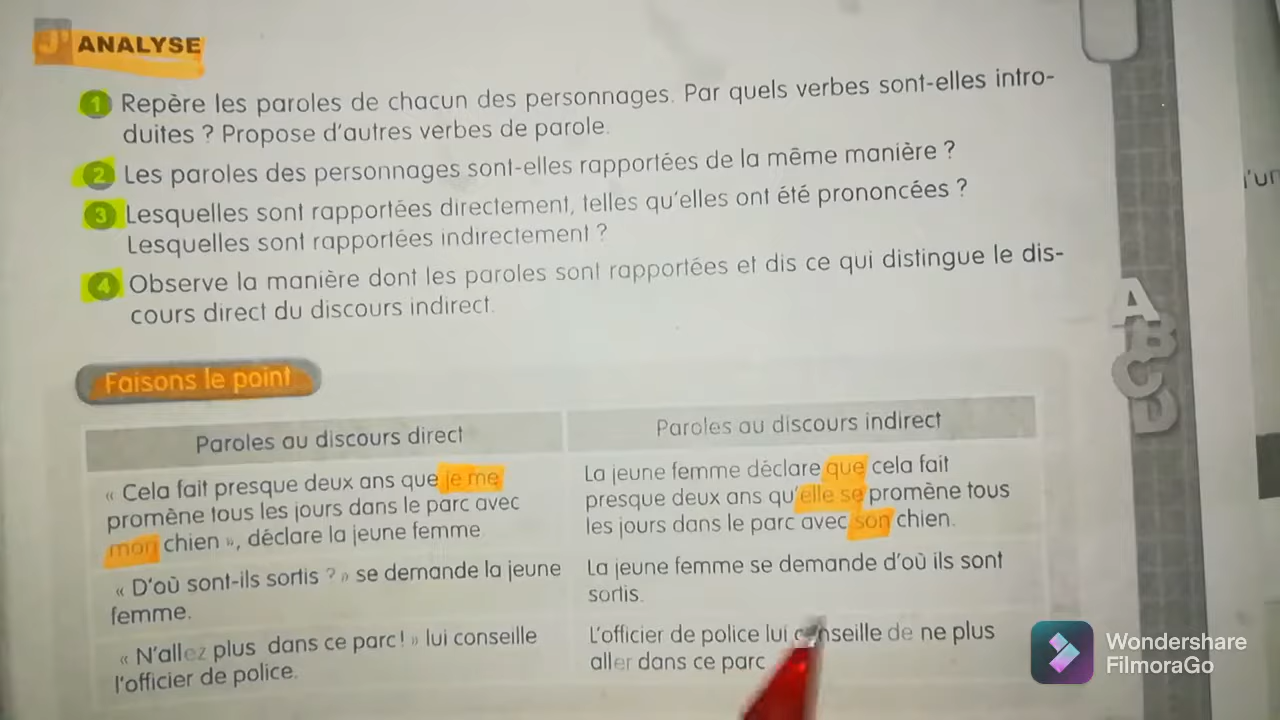 J'ANALYSE
1 Repère les paroles de chacun des personnages. Par quels verbes sont-elles intro-
duites ? Propose d'autres verbes de parole.
2 Les paroles des personnages sont-elles rapportées de la même manière ?
3 Lesquelles sont rapportées directement, telles qu'elles ont été prononcées ?
Lesquelles sont rapportées indirectement ?
4 Observe la manière dont les paroles sont rapportées et dis ce qui distingue le dis-
cours direct du discours indirect.
Faisons le point
Paroles au discours direct
« Cela fait presque deux ans que je me
promène tous les jours dans le parc avec
mon chien », déclare la jeune femme
« D'où sont-ils sortis ? » se demande la jeune
femme.
« N'allez plus dans ce parc ! » lui conseille
l'officier de police.
Paroles au discours indirect
La jeune femme déclare que cela fait
presque deux ans qu'elle se promène tous
les jours dans le parc avec son chien.
La jeune femme se demande d'où ils sont
sortis.
L'officier de police lui conseille de ne plus
aller dans ce parc
A
B
C
D
Wondershare
FilmoraGo